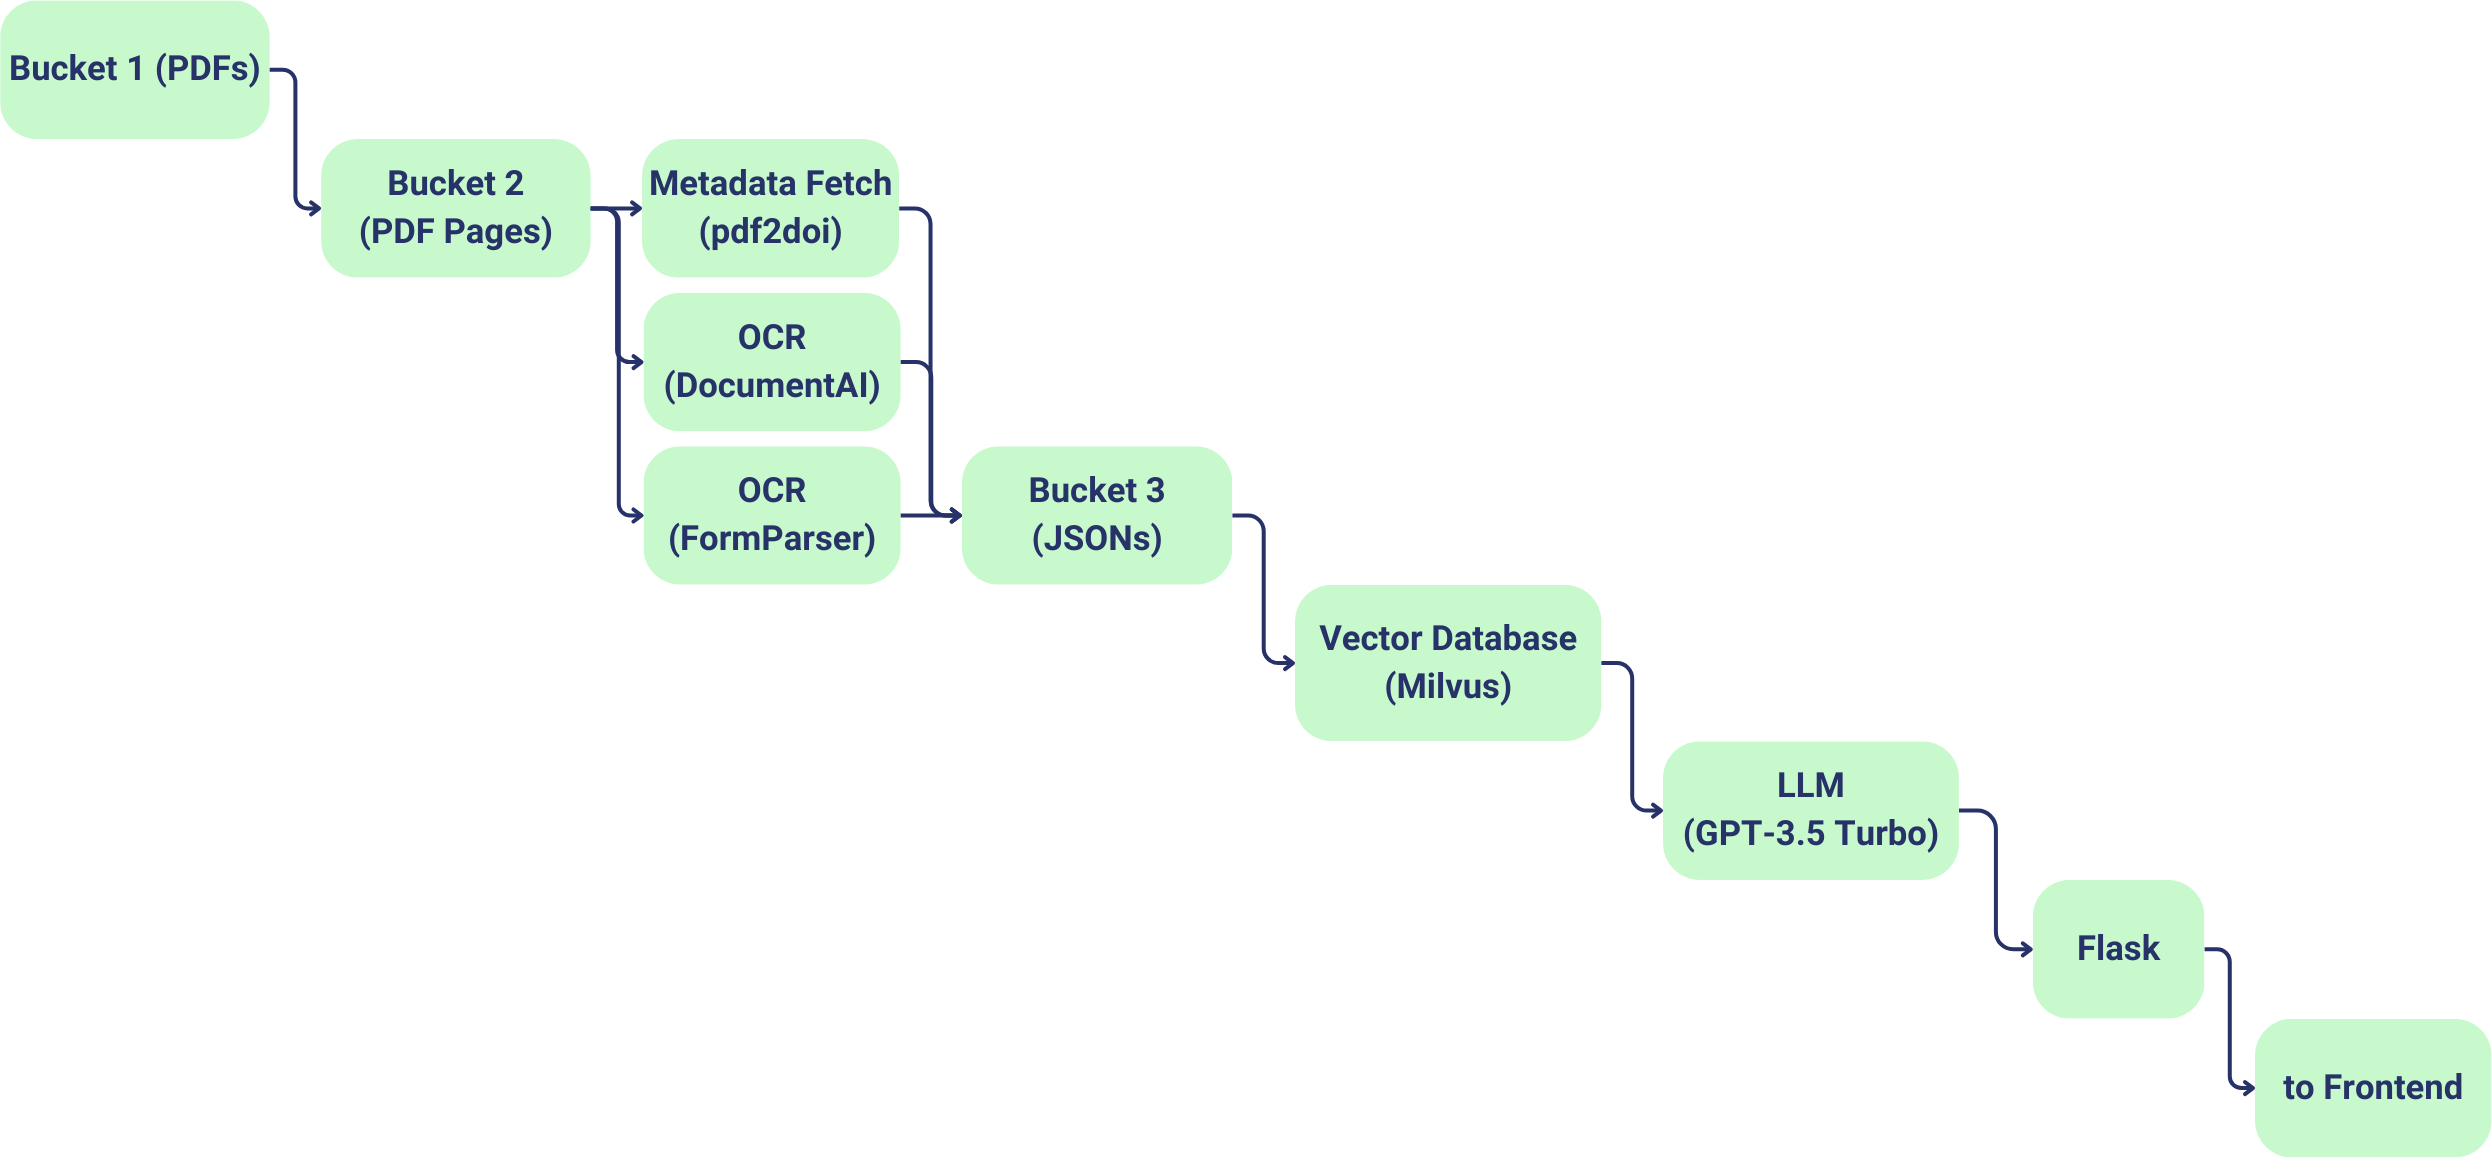 Bucket 1 (PDFs)
Bucket 2
(PDF Pages)
Metadata Fetch
(pdf2doi)
OCR
(DocumentAI)
OCR
(FormParser)
Bucket 3
(JSONs)
Vector Database
(Milvus)
LLM
(GPT-3.5 Turbo)
Flask
to Frontend